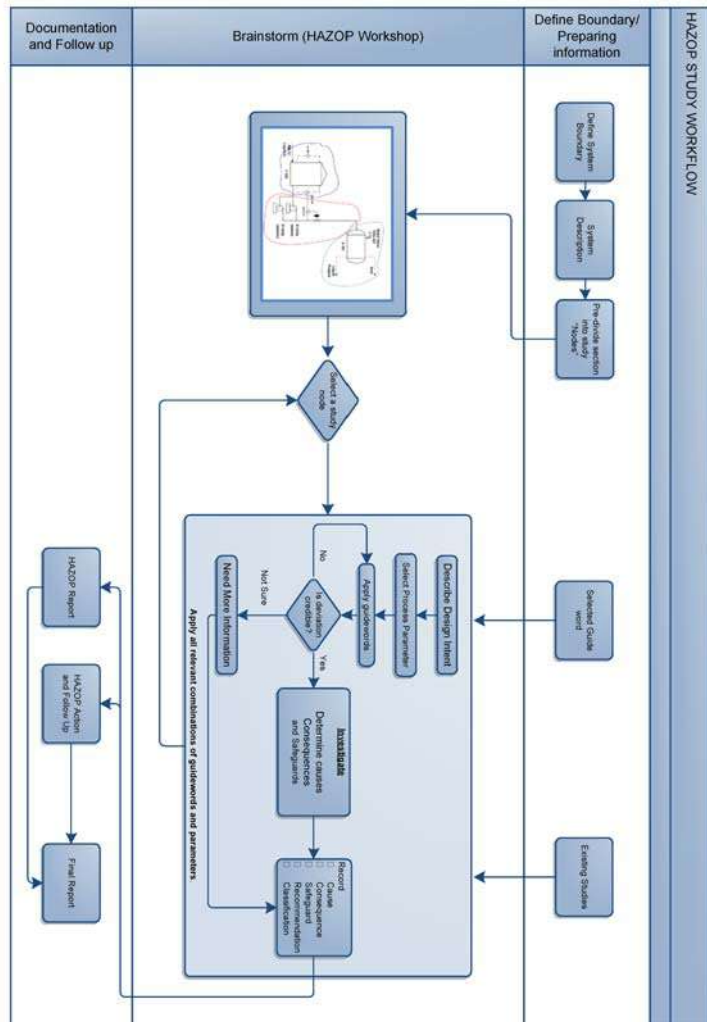 HAZOP STUDY WORKFLOW
Define Boundary/
Preparing
information
Define System
Boundary
System
Description
Pre-divide section
into study
"Nodes"
Selected Guide
word
Existing Studies
Brainstorm (HAZOP Workshop)
Select a study
node
Describe Design Intent
Select Process Parameter
Apply guidewords
Is deviation
credible?
No
Yes
Not Sure
Need More Information
Investigate
Determine causes
Consequences
and Safeguards
Record
Cause
Consequence
Safeguard
Recommendation
Classification
Apply all relevant combinations of guidewords and parameters.
Documentation
and Follow up
HAZOP Report
HAZOP Action
and Follow Up
Final Report